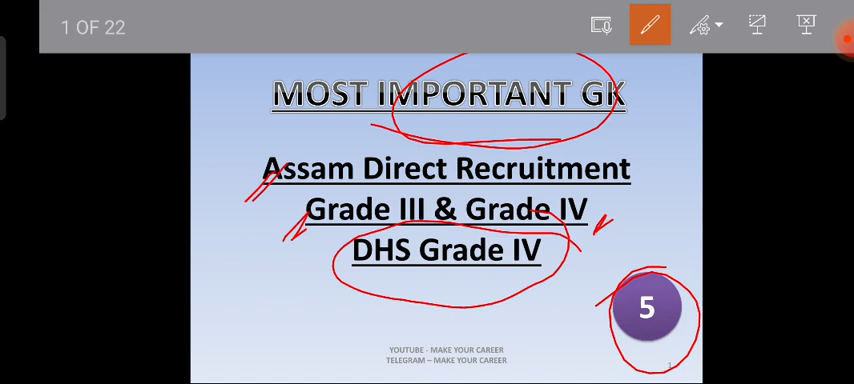 1 OF 22
MOST IMPORTANT GK
Assam Direct Recruitment
Grade III & Grade IV
DHS Grade IV
5
YOUTUBE - MAKE YOUR CAREER
TELEGRAM – MAKE YOUR CAREER
1